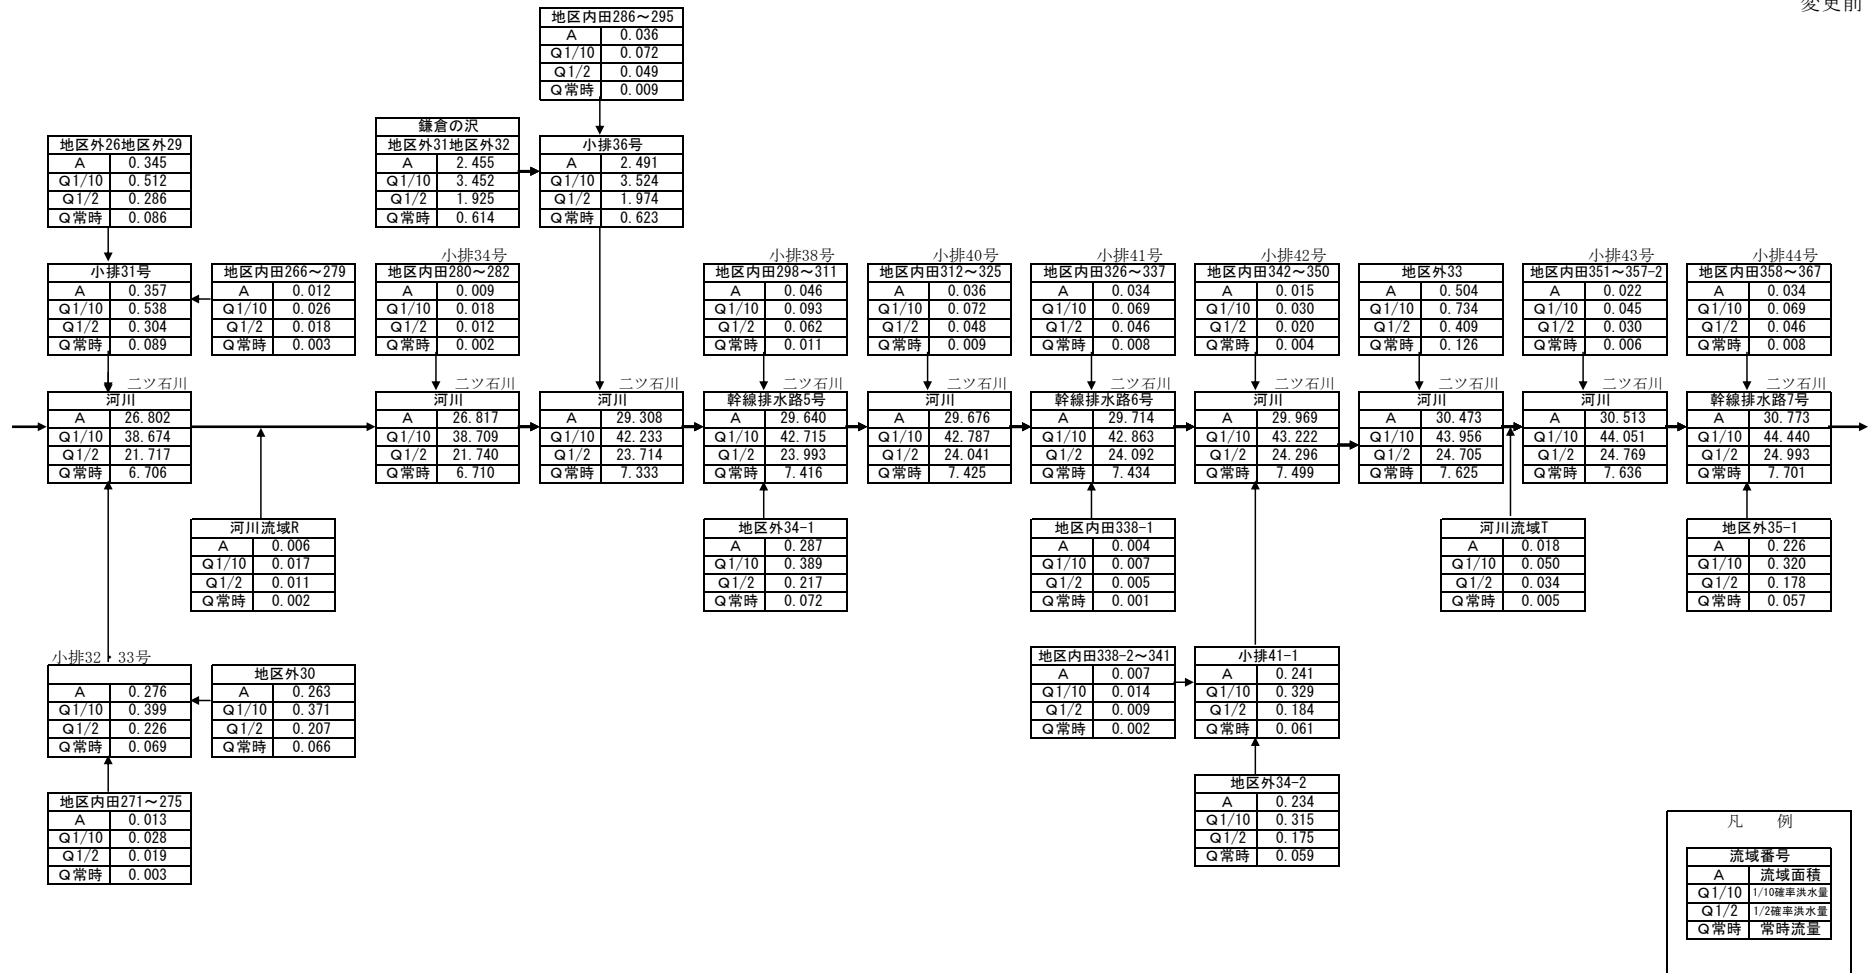 変更前
地区内田286～295
A 0.036
Q1/10 0.072
Q1/2 0.049
Q常時 0.009
地区外26地区外29
A 0.345
Q1/10 0.512
Q1/2 0.286
Q常時 0.086
鎌倉の沢
地区外31地区外32
A 2.455
Q1/10 3.452
Q1/2 1.925
Q常時 0.614
小排36号
A 2.491
Q1/10 3.524
Q1/2 1.974
Q常時 0.623
小排31号
A 0.357
Q1/10 0.538
Q1/2 0.304
Q常時 0.089
地区内田266～279
A 0.012
Q1/10 0.026
Q1/2 0.018
Q常時 0.003
小排34号
地区内田280～282
A 0.009
Q1/10 0.018
Q1/2 0.012
Q常時 0.002
小排38号
地区内田298～311
A 0.046
Q1/10 0.093
Q1/2 0.062
Q常時 0.011
小排40号
地区内田312～325
A 0.036
Q1/10 0.072
Q1/2 0.048
Q常時 0.009
小排41号
地区内田326～337
A 0.034
Q1/10 0.069
Q1/2 0.046
Q常時 0.008
小排42号
地区内田342～350
A 0.015
Q1/10 0.030
Q1/2 0.020
Q常時 0.004
地区外33
A 0.504
Q1/10 0.734
Q1/2 0.409
Q常時 0.126
小排43号
地区内田351～357-2
A 0.022
Q1/10 0.045
Q1/2 0.030
Q常時 0.006
小排44号
地区内田358～367
A 0.034
Q1/10 0.069
Q1/2 0.046
Q常時 0.008
二ツ石川
河川
A 26.802
Q1/10 38.674
Q1/2 21.717
Q常時 6.706
二ツ石川
河川
A 26.817
Q1/10 38.709
Q1/2 21.740
Q常時 6.710
二ツ石川
河川
A 29.308
Q1/10 42.233
Q1/2 23.714
Q常時 7.333
二ツ石川
幹線排水路5号
A 29.640
Q1/10 42.715
Q1/2 23.993
Q常時 7.416
二ツ石川
河川
A 29.676
Q1/10 42.787
Q1/2 24.041
Q常時 7.425
二ツ石川
幹線排水路6号
A 29.714
Q1/10 42.863
Q1/2 24.092
Q常時 7.434
二ツ石川
河川
A 29.969
Q1/10 43.222
Q1/2 24.296
Q常時 7.499
二ツ石川
河川
A 30.473
Q1/10 43.956
Q1/2 24.705
Q常時 7.625
二ツ石川
河川
A 30.513
Q1/10 44.051
Q1/2 24.769
Q常時 7.636
二ツ石川
幹線排水路7号
A 30.773
Q1/10 44.440
Q1/2 24.993
Q常時 7.701
河川流域R
A 0.006
Q1/10 0.017
Q1/2 0.011
Q常時 0.002
地区外34-1
A 0.287
Q1/10 0.389
Q1/2 0.217
Q常時 0.072
地区内田338-1
A 0.004
Q1/10 0.007
Q1/2 0.005
Q常時 0.001
河川流域T
A 0.018
Q1/10 0.050
Q1/2 0.034
Q常時 0.005
地区外35-1
A 0.226
Q1/10 0.320
Q1/2 0.178
Q常時 0.057
小排32・33号
A 0.276
Q1/10 0.399
Q1/2 0.226
Q常時 0.069
地区外30
A 0.263
Q1/10 0.371
Q1/2 0.207
Q常時 0.066
地区内田338-2～341
A 0.007
Q1/10 0.014
Q1/2 0.009
Q常時 0.002
小排41-1
A 0.241
Q1/10 0.329
Q1/2 0.184
Q常時 0.061
地区内田271～275
A 0.013
Q1/10 0.028
Q1/2 0.019
Q常時 0.003
地区外34-2
A 0.234
Q1/10 0.315
Q1/2 0.175
Q常時 0.059
凡 例
流域番号
A 流域面積
Q1/10 1/10確率洪水量
Q1/2 1/2確率洪水量
Q常時 常時流量